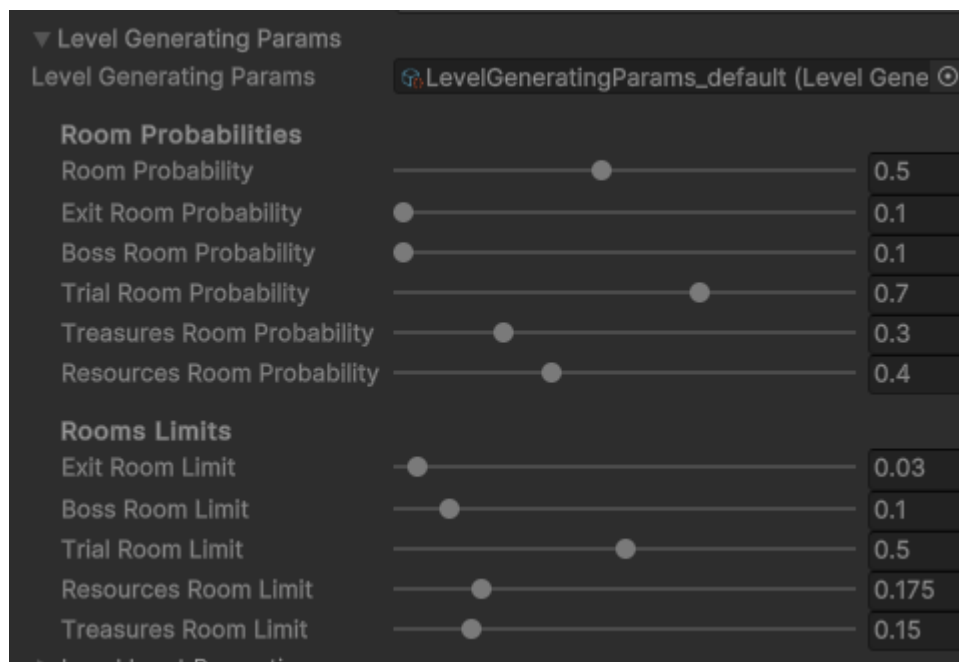 Level Generating Params
Level Generating Params LevelGeneratingParams_default (Level Gene
Room Probabilities
Room Probability 0.5
Exit Room Probability 0.1
Boss Room Probability 0.1
Trial Room Probability 0.7
Treasures Room Probability 0.3
Resources Room Probability 0.4
Rooms Limits
Exit Room Limit 0.03
Boss Room Limit 0.1
Trial Room Limit 0.5
Resources Room Limit 0.175
Treasures Room Limit 0.15